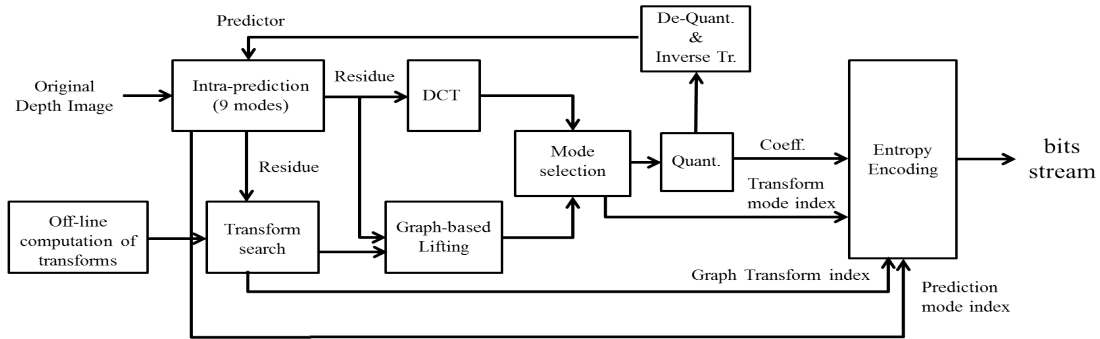 Predictor
De-Quant.
&
Inverse Tr.
Original
Depth Image
Intra-prediction
(9 modes)
Residue
DCT
Residue
Mode
selection
Quant.
Coeff.
Transform
mode index
Entropy
Encoding
bits
stream
Off-line
computation of
transforms
Transform
search
Graph-based
Lifting
Graph Transform index
Prediction
mode index